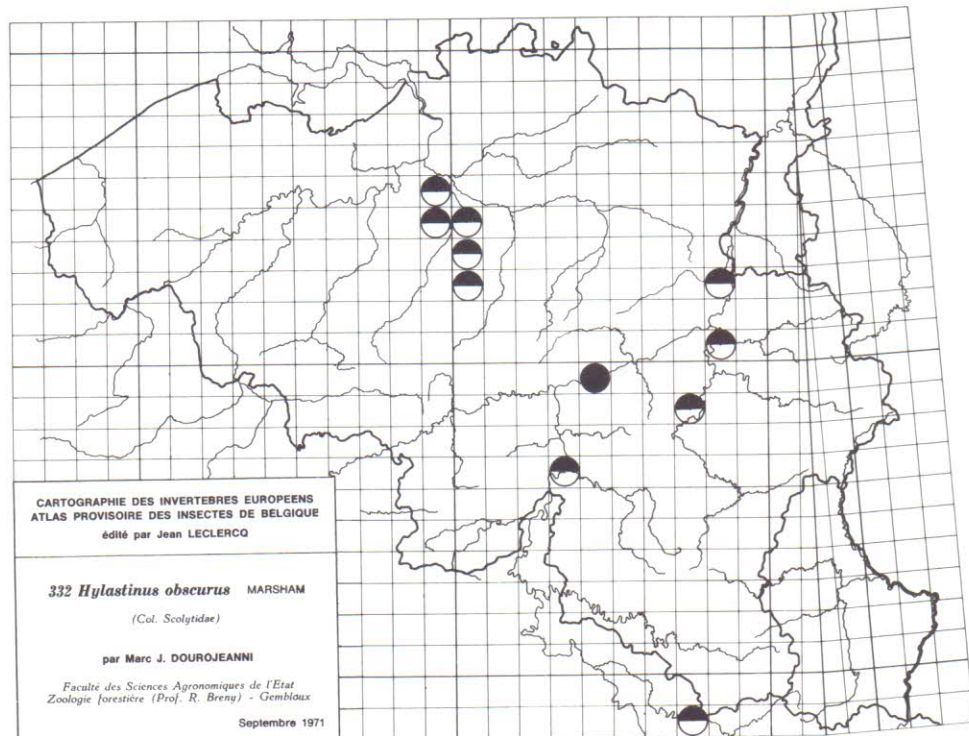 CARTOGRAPHIE DES INVERTEBRES EUROPEENS
ATLAS PROVISOIRE DES INSECTES DE BELGIQUE
édité par Jean LECLERCQ
332 Hylastinus obscurus MARSHAM
(Col. Scolytidae)
par Marc J. DOUROJEANNI
Faculté des Sciences Agronomiques de l'Etat
Zoologie forestière (Prof. R. Breny) - Gembloux
Septembre 1971